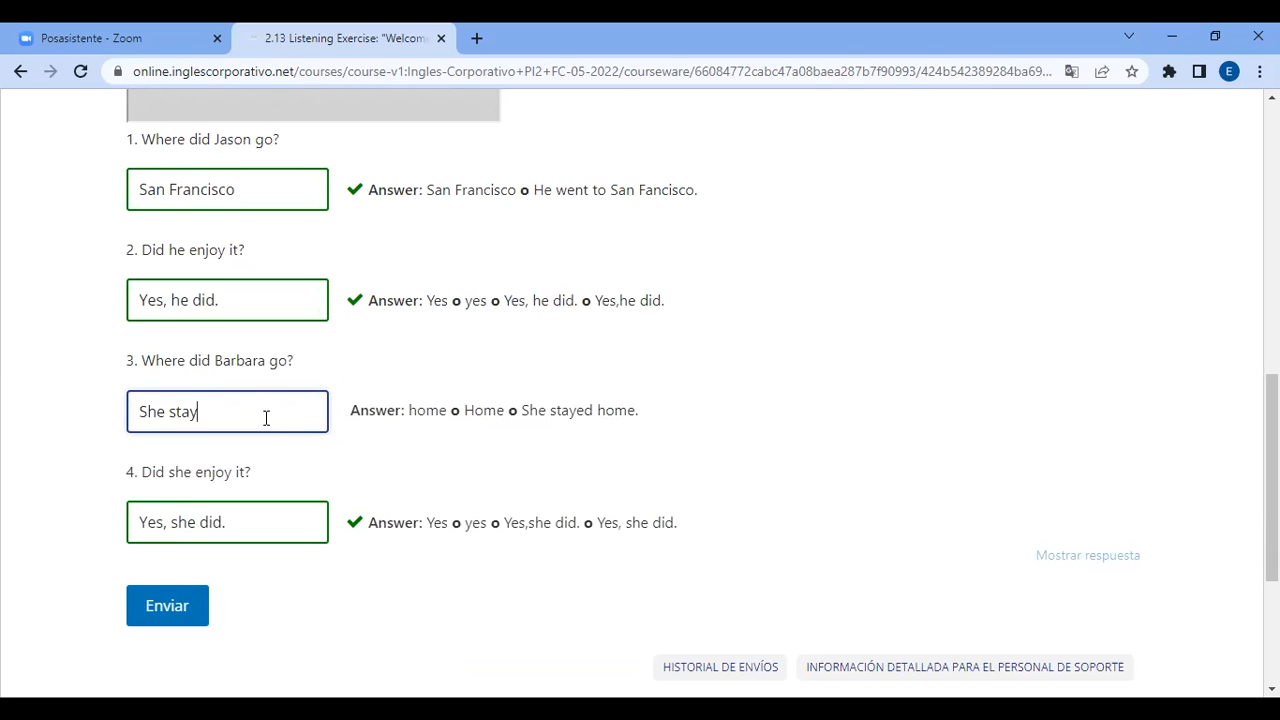 Posasistente - Zoom
2.13 Listening Exercise: "Welcom
online.inglescorporativo.net/courses/course-v1:Ingles-Corporativo+PI2+FC-05-2022/courseware/66084772cabc47a08baea287b7f90993/424b542389284ba69...
E
1. Where did Jason go?
San Francisco
Answer: San Francisco o He went to San Fancisco.
2. Did he enjoy it?
Yes, he did.
Answer: Yes o yes o Yes, he did. o Yes,he did.
3. Where did Barbara go?
She stay
Answer: home o Home o She stayed home.
4. Did she enjoy it?
Yes, she did.
Answer: Yes o yes o Yes,she did. o Yes, she did.
Mostrar respuesta
Enviar
HISTORIAL DE ENVÍOS
INFORMACIÓN DETALLADA PARA EL PERSONAL DE SOPORTE